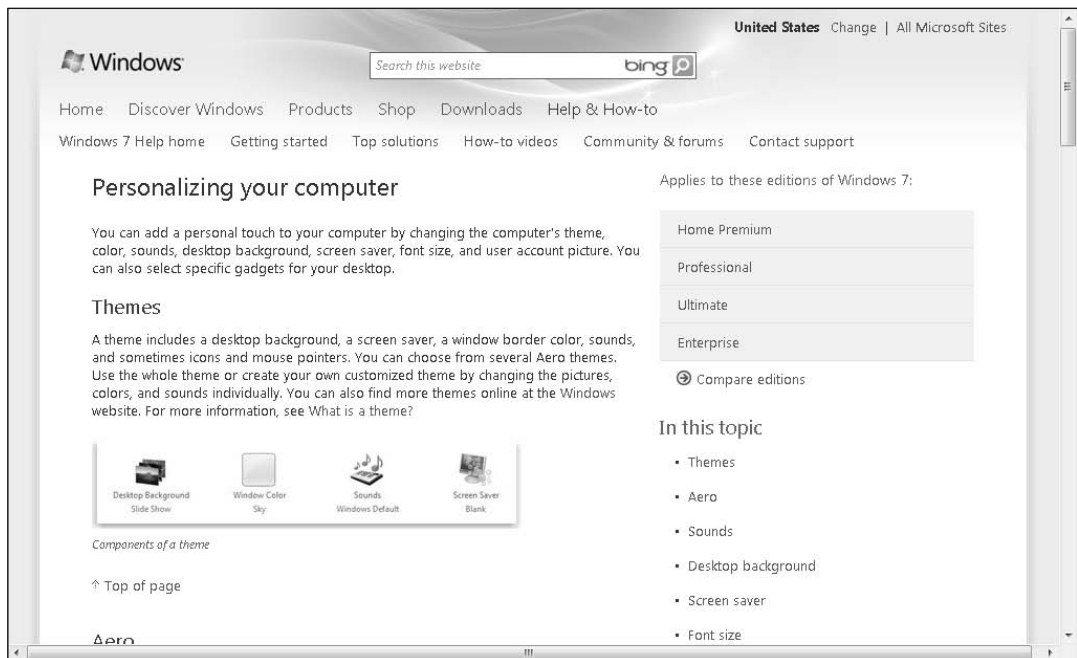 United States Change | All Microsoft Sites
Windows
Search this website bing
Home Discover Windows Products Shop Downloads Help & How-to
Windows 7 Help home Getting started Top solutions How-to videos Community & forums Contact support
Personalizing your computer
You can add a personal touch to your computer by changing the computer's theme,
color, sounds, desktop background, screen saver, font size, and user account picture. You
can also select specific gadgets for your desktop.
Themes
A theme includes a desktop background, a screen saver, a window border color, sounds,
and sometimes icons and mouse pointers. You can choose from several Aero themes.
Use the whole theme or create your own customized theme by changing the pictures,
colors, and sounds individually. You can also find more themes online at the Windows
website. For more information, see What is a theme?
Desktop Background Window Color Sounds Screen Saver
Slide Show Sky Windows Default Blank
Components of a theme
↑ Top of page
Aero
Applies to these editions of Windows 7:
Home Premium
Professional
Ultimate
Enterprise
Compare editions
In this topic
▪ Themes
▪ Aero
▪ Sounds
▪ Desktop background
▪ Screen saver
▪ Font size